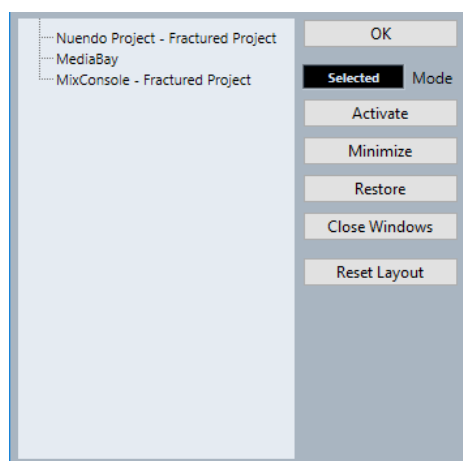 Nuendo Project - Fractured Project
MediaBay
MixConsole - Fractured Project
OK
Selected Mode
Activate
Minimize
Restore
Close Windows
Reset Layout